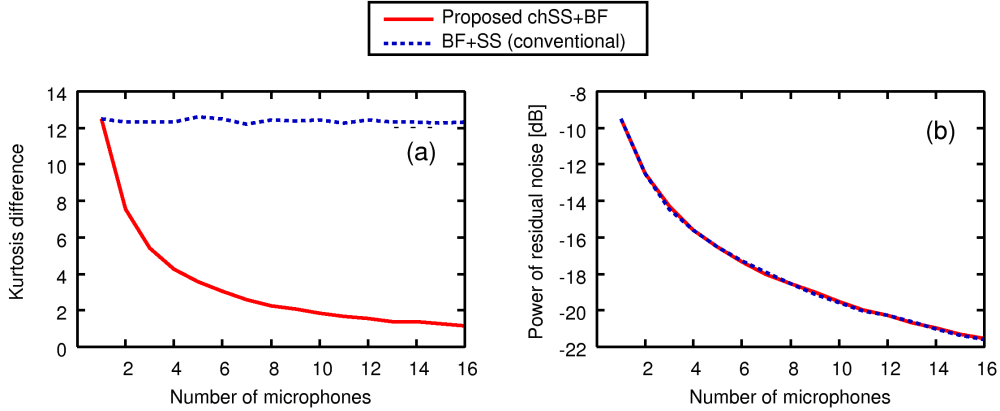 Proposed chSS+BF
BF+SS (conventional)
14
12
10
8
6
4
2
0
2 4 6 8 10 12 14 16
Kurtosis difference
Number of microphones
(a)
-8
-10
-12
-14
-16
-18
-20
-22
2 4 6 8 10 12 14 16
Power of residual noise [dB]
Number of microphones
(b)